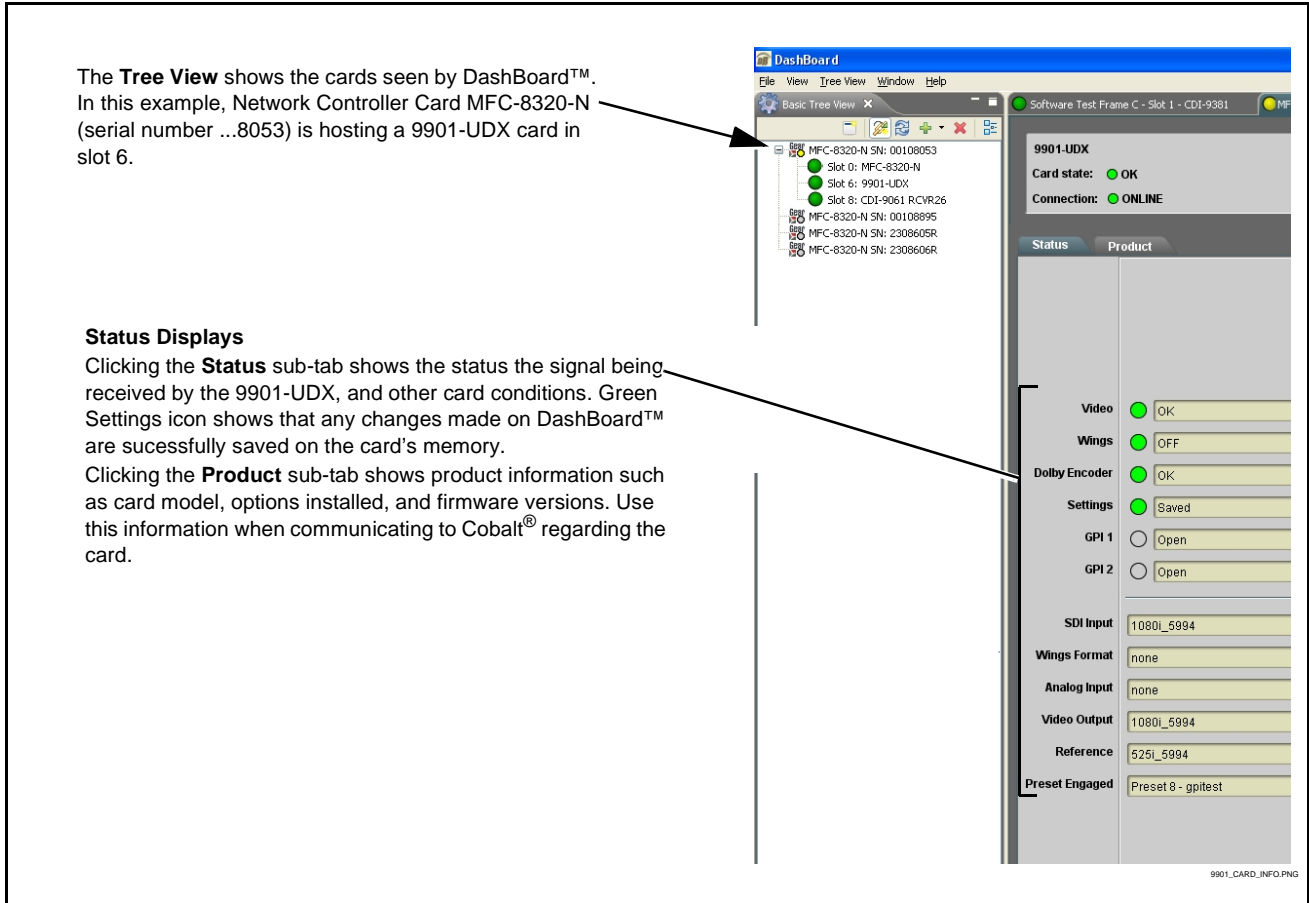 The Tree View shows the cards seen by DashBoard™.
In this example, Network Controller Card MFC-8320-N
(serial number ...8053) is hosting a 9901-UDX card in
slot 6.
Status Displays
Clicking the Status sub-tab shows the status the signal being
received by the 9901-UDX, and other card conditions. Green
Settings icon shows that any changes made on DashBoard™
are sucessfully saved on the card's memory.
Clicking the Product sub-tab shows product information such
as card model, options installed, and firmware versions. Use
this information when communicating to Cobalt® regarding the
card.
DashBoard
File View Tree View Window Help
Basic Tree View
MFC-8320-N SN: 00108053
Slot 0: MFC-8320-N
Slot 6: 9901-UDX
Slot 8: CDI-9061 RCVR26
MFC-8320-N SN: 00108895
MFC-8320-N SN: 2308605R
MFC-8320-N SN: 2308606R
Software Test Frame C - Slot 1 - CDI-9381 MF
9901-UDX
Card state: OK
Connection: ONLINE
Status Product
Video OK
Wings OFF
Dolby Encoder OK
Settings Saved
GPI 1 Open
GPI 2 Open
SDI Input 1080i_5994
Wings Format none
Analog Input none
Video Output 1080i_5994
Reference 525i_5994
Preset Engaged Preset 8 - gpitest
9901_CARD_INFO.PNG